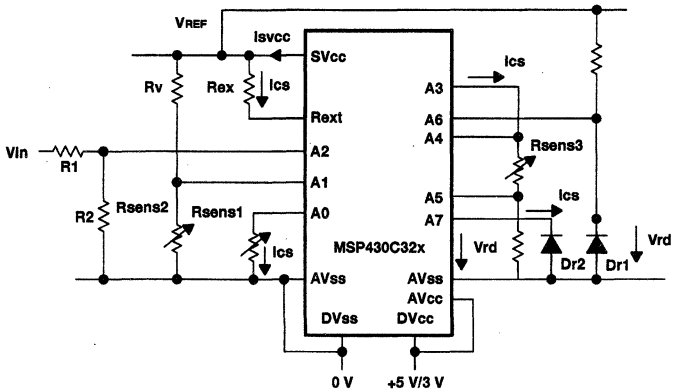 VREF
Isvcc
SVcc
Rv
Rex
Ics
Ics
A3
Rext
A6
A4
Rsens3
Vin
R1
A2
A1
R2
Rsens2
Rsens1
A0
A5
Ics
A7
Ics
MSP430C32x
Vrd
Vrd
Dr2
Dr1
AVss
AVss
AVcc
DVss
DVcc
0 V
+5 V/3 V